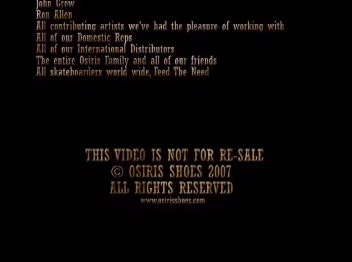 John Grow
Ron Allen
All contributing artists we've had the pleasure of working with
All of our Domestic Reps
All of our International Distributors
The entire Osiris Family and all of our friends
All skateboarders world wide, Feed The Need
THIS VIDEO IS NOT FOR RE-SALE
© OSIRIS SHOES 2007
ALL RIGHTS RESERVED
www.osirisshoes.com